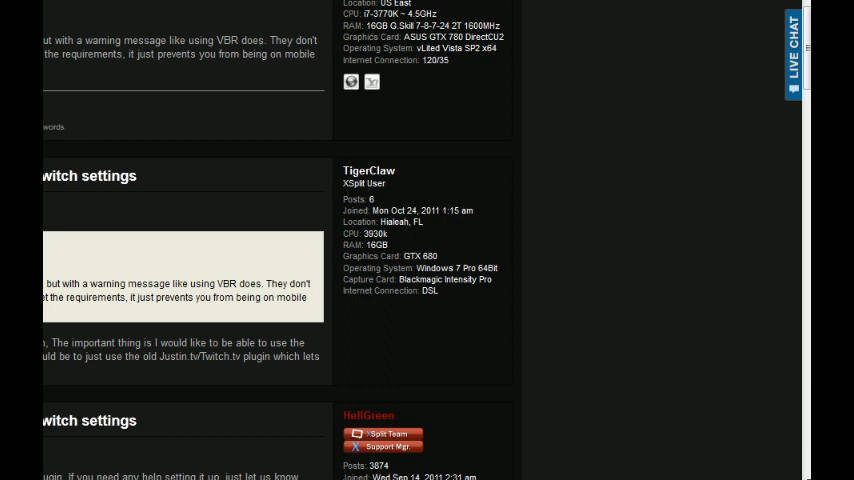 Location: US East
CPU: i7-3770K ~ 4.5GHz
RAM: 16GB G.Skill 7-8-7-24 2T 1600MHz
Graphics Card: ASUS GTX 780 DirectCU2
Operating System: vLited Vista SP2 x64
Internet Connection: 120/35
ut with a warning message like using VBR does. They don't
the requirements, it just prevents you from being on mobile
words.
LIVE CHAT
witch settings
TigerClaw
XSplit User
Posts: 6
Joined: Mon Oct 24, 2011 1:15 am
Location: Hialeah, FL
CPU: 3930k
RAM: 16GB
Graphics Card: GTX 680
Operating System: Windows 7 Pro 64Bit
Capture Card: Blackmagic Intensity Pro
Internet Connection: DSL
, but with a warning message like using VBR does. They don't
et the requirements, it just prevents you from being on mobile
n, The important thing is I would like to be able to use the
uld be to just use the old Justin.tv/Twitch.tv plugin which lets
witch settings
HellGreen
XSplit Team
Support Mgr.
Posts: 3874
Joined: Wed Sep 14, 2011 2:31 am
ugin. If you need any help setting it up, just let us know